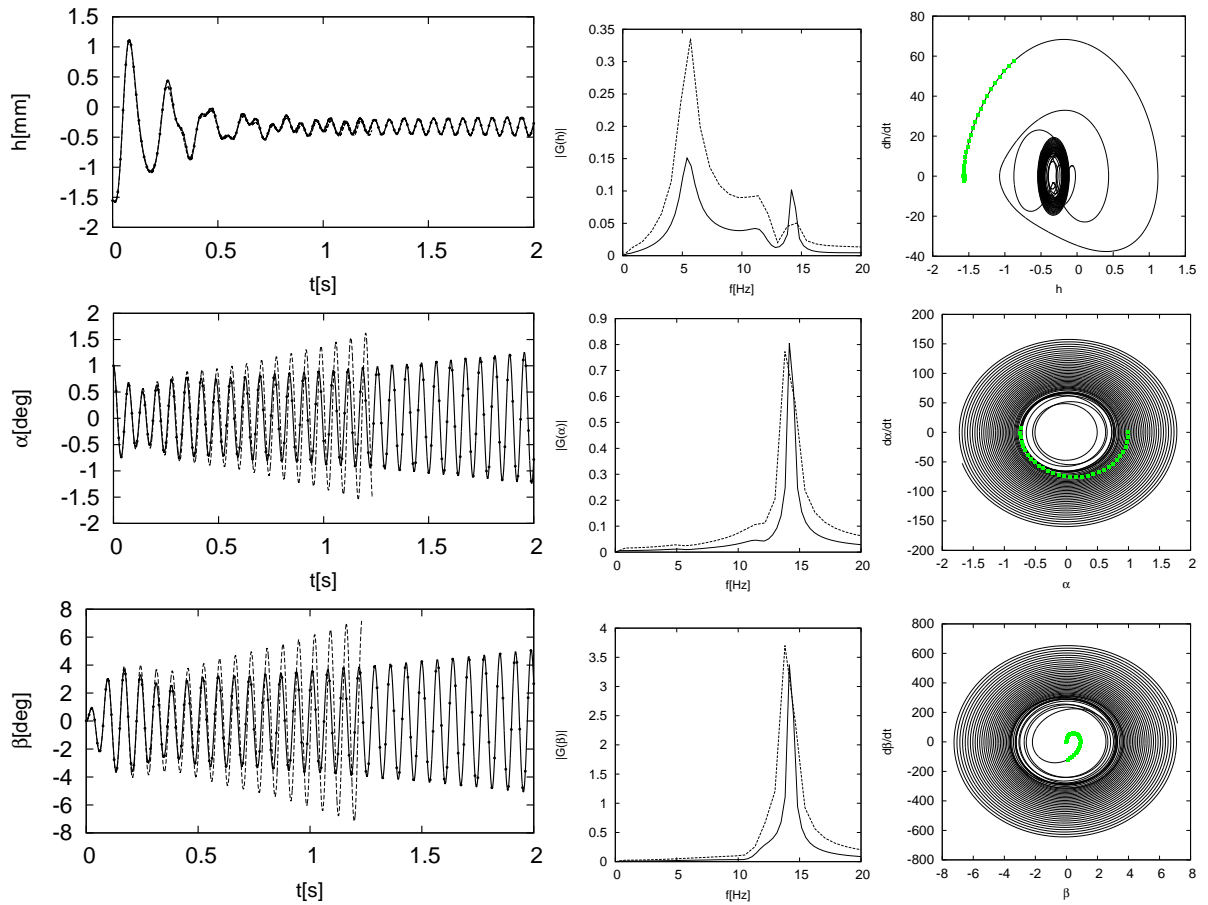 h[mm]
1.5
1
0.5
0
-0.5
-1
-1.5
-2
0 0.5 1 1.5 2
t[s]
|G(h)|
0.35
0.3
0.25
0.2
0.15
0.1
0.05
0
0 5 10 15 20
f[Hz]
dh/dt
80
60
40
20
0
-20
-40
-2 -1.5 -1 -0.5 0 0.5 1 1.5
h
α[deg]
2
1.5
1
0.5
0
-0.5
-1
-1.5
-2
0 0.5 1 1.5 2
t[s]
|G(α)|
0.9
0.8
0.7
0.6
0.5
0.4
0.3
0.2
0.1
0
0 5 10 15 20
f[Hz]
dα/dt
200
150
100
50
0
-50
-100
-150
-200
-2 -1.5 -1 -0.5 0 0.5 1 1.5 2
α
β[deg]
8
6
4
2
0
-2
-4
-6
-8
0 0.5 1 1.5 2
t[s]
|G(β)|
4
3.5
3
2.5
2
1.5
1
0.5
0
0 5 10 15 20
f[Hz]
dβ/dt
800
600
400
200
0
-200
-400
-600
-800
-8 -6 -4 -2 0 2 4 6 8
β